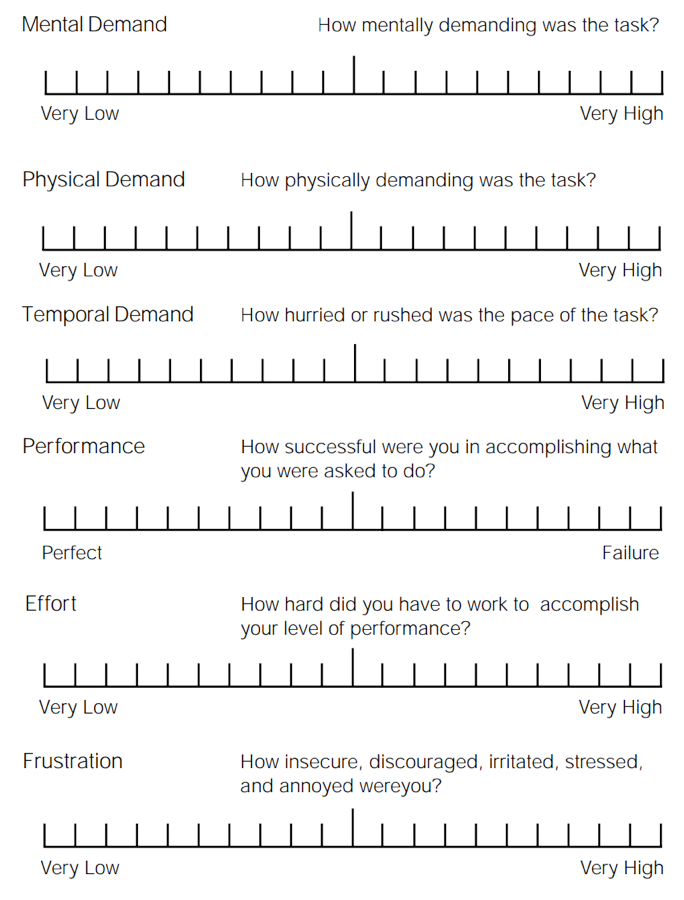 Mental Demand How mentally demanding was the task?
Very Low Very High
Physical Demand How physically demanding was the task?
Very Low Very High
Temporal Demand How hurried or rushed was the pace of the task?
Very Low Very High
Performance How successful were you in accomplishing what
you were asked to do?
Perfect Failure
Effort How hard did you have to work to accomplish
your level of performance?
Very Low Very High
Frustration How insecure, discouraged, irritated, stressed,
and annoyed wereyou?
Very Low Very High